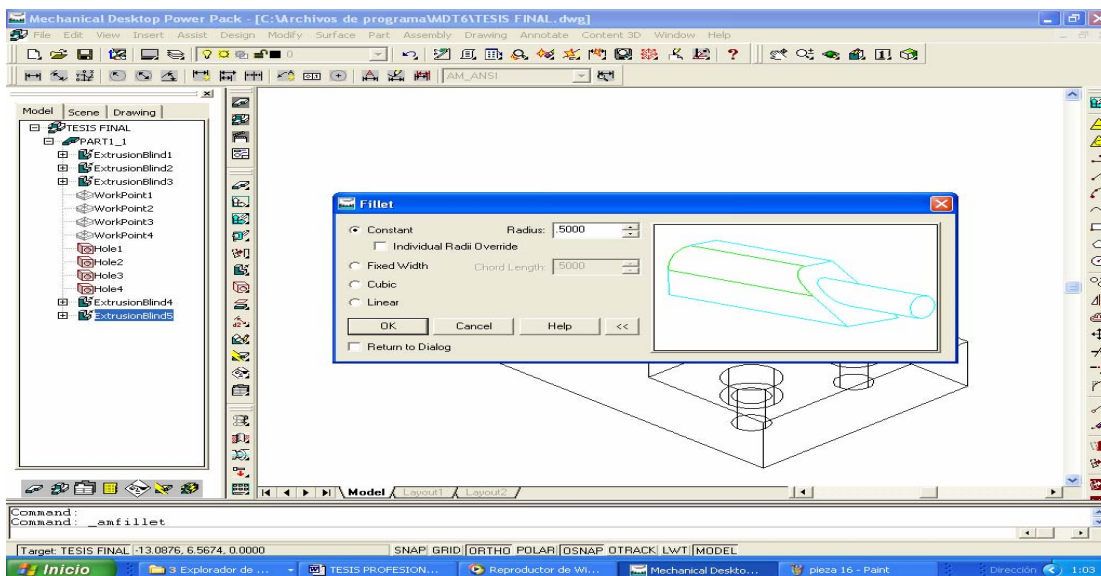 Mechanical Desktop Power Pack - [C:\Archivos de programa\MDT6\TESIS FINAL.dwg]
File Edit View Insert Assist Design Modify Surface Part Assembly Drawing Annotate Content 3D Window Help
0
AM_ANSI
Model Scene Drawing
TESIS FINAL
PART1_1
ExtrusionBlind1
ExtrusionBlind2
ExtrusionBlind3
WorkPoint1
WorkPoint2
WorkPoint3
WorkPoint4
Hole1
Hole2
Hole3
Hole4
ExtrusionBlind4
ExtrusionBlind5
Fillet
Constant Radius: .5000
Individual Radii Override
Fixed Width Chord Length: .5000
Cubic
Linear
OK Cancel Help <<
Return to Dialog
Model Layout1 Layout2
Command:
Command: _amfillet
Target: TESIS FINAL -13.0876, 6.5674, 0.0000 SNAP GRID ORTHO POLAR OSNAP OTRACK LWT MODEL
Inicio 3 Explorador de ... TESIS PROFESION... Reproductor de Wi... Mechanical Deskto... pieza 16 - Paint Dirección 1:03